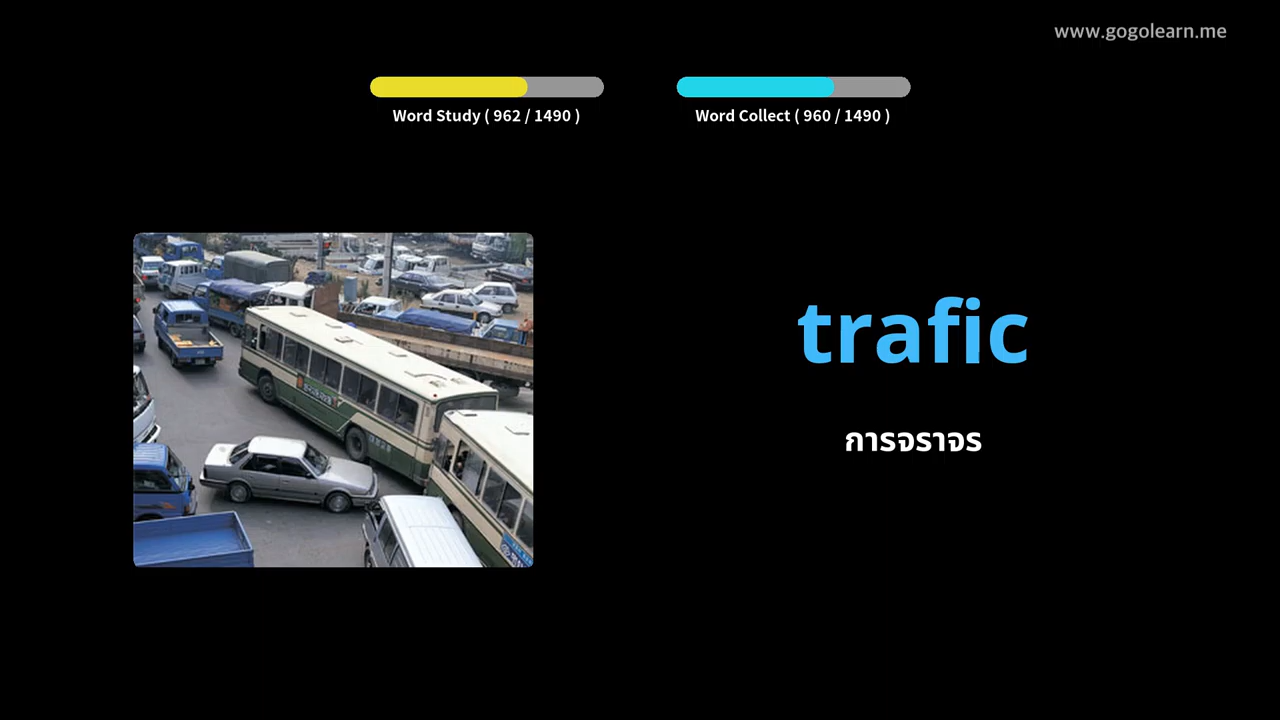 www.gogolearn.me
Word Study ( 962 / 1490 )
Word Collect ( 960 / 1490 )
trafic
การจราจร